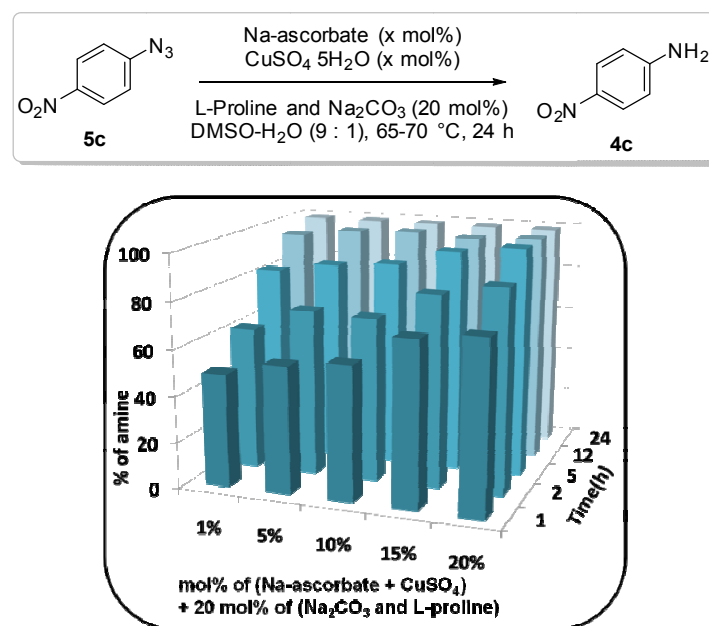 Na-ascorbate (x mol%)
CuSO4 5H2O (x mol%)
N3
NH2
O2N
O2N
L-Proline and Na2CO3 (20 mol%)
DMSO-H2O (9 : 1), 65-70 °C, 24 h
5c
4c
100
80
60
40
20
0
% of amine
1%
5%
10%
15%
20%
24
12
5
2
1
Time(h)
mol% of (Na-ascorbate + CuSO4)
+ 20 mol% of (Na2CO3 and L-proline)